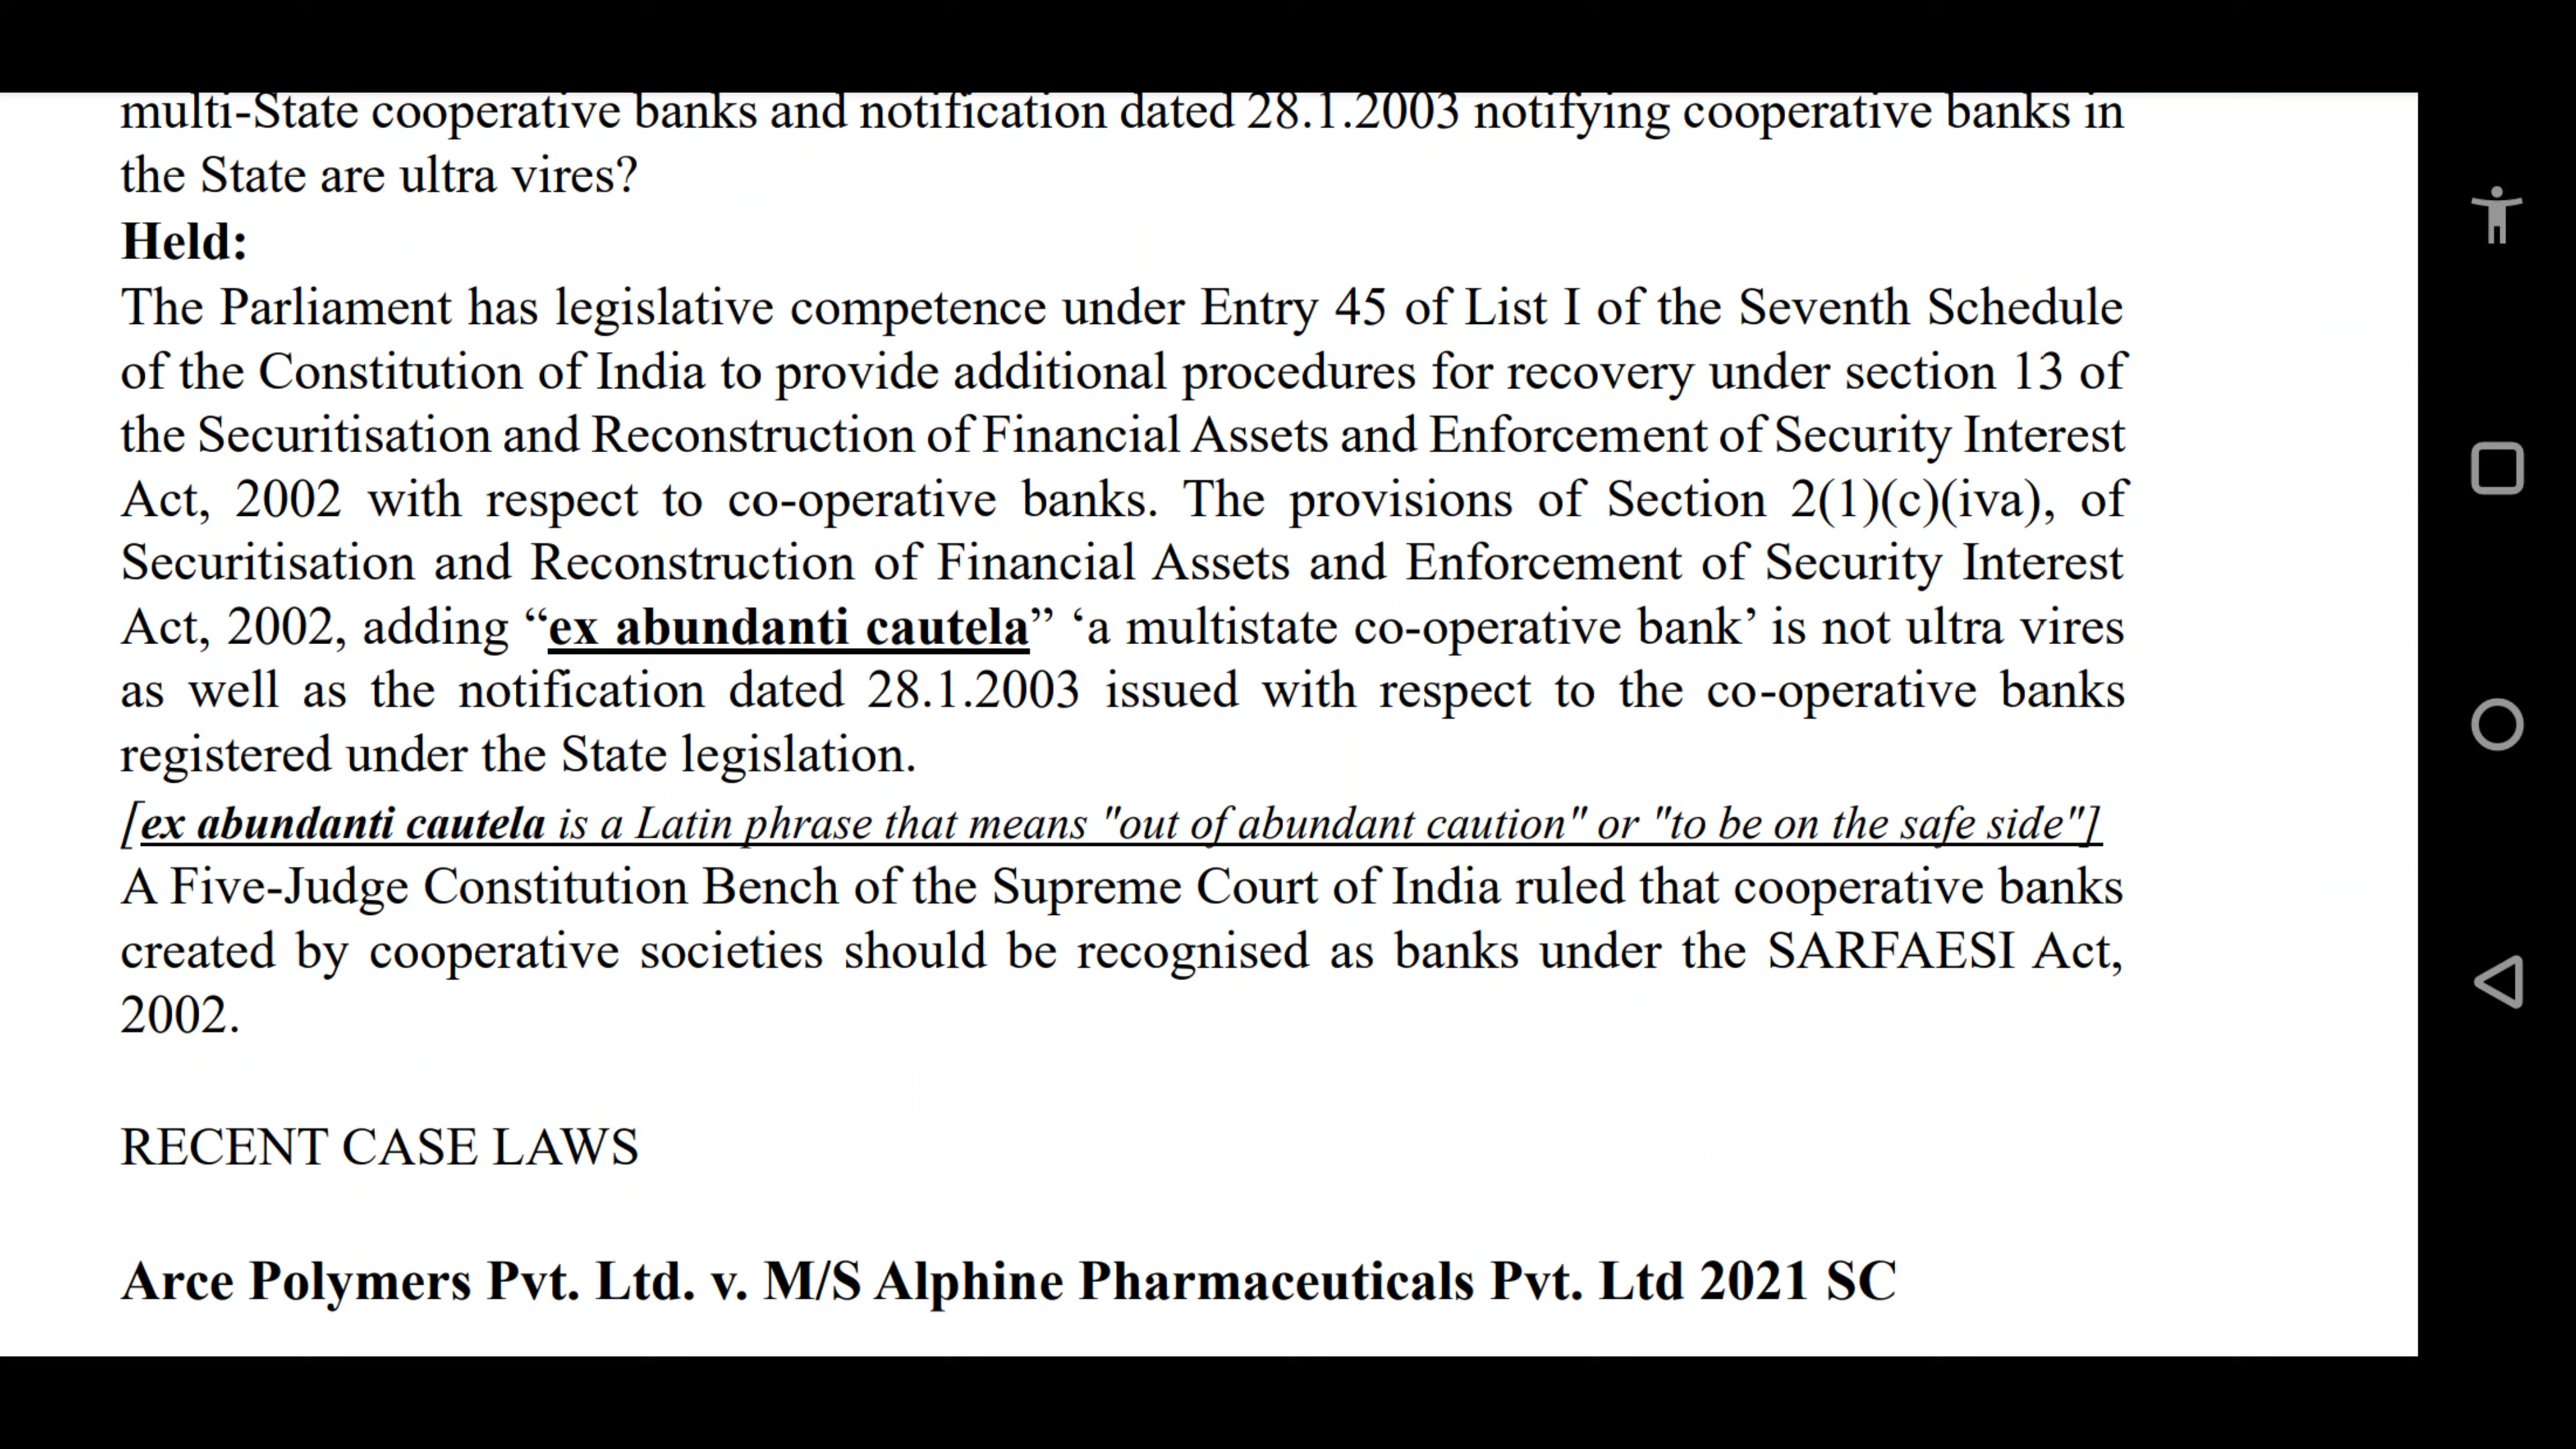 multi-State cooperative banks and notification dated 28.1.2003 notifying cooperative banks in
the State are ultra vires?
Held:
The Parliament has legislative competence under Entry 45 of List I of the Seventh Schedule
of the Constitution of India to provide additional procedures for recovery under section 13 of
the Securitisation and Reconstruction of Financial Assets and Enforcement of Security Interest
Act, 2002 with respect to co-operative banks. The provisions of Section 2(1)(c)(iva), of
Securitisation and Reconstruction of Financial Assets and Enforcement of Security Interest
Act, 2002, adding “ex abundanti cautela” ‘a multistate co-operative bank’ is not ultra vires
as well as the notification dated 28.1.2003 issued with respect to the co-operative banks
registered under the State legislation.
[ex abundanti cautela is a Latin phrase that means "out of abundant caution" or "to be on the safe side"]
A Five-Judge Constitution Bench of the Supreme Court of India ruled that cooperative banks
created by cooperative societies should be recognised as banks under the SARFAESI Act,
2002.
RECENT CASE LAWS
Arce Polymers Pvt. Ltd. v. M/S Alphine Pharmaceuticals Pvt. Ltd 2021 SC